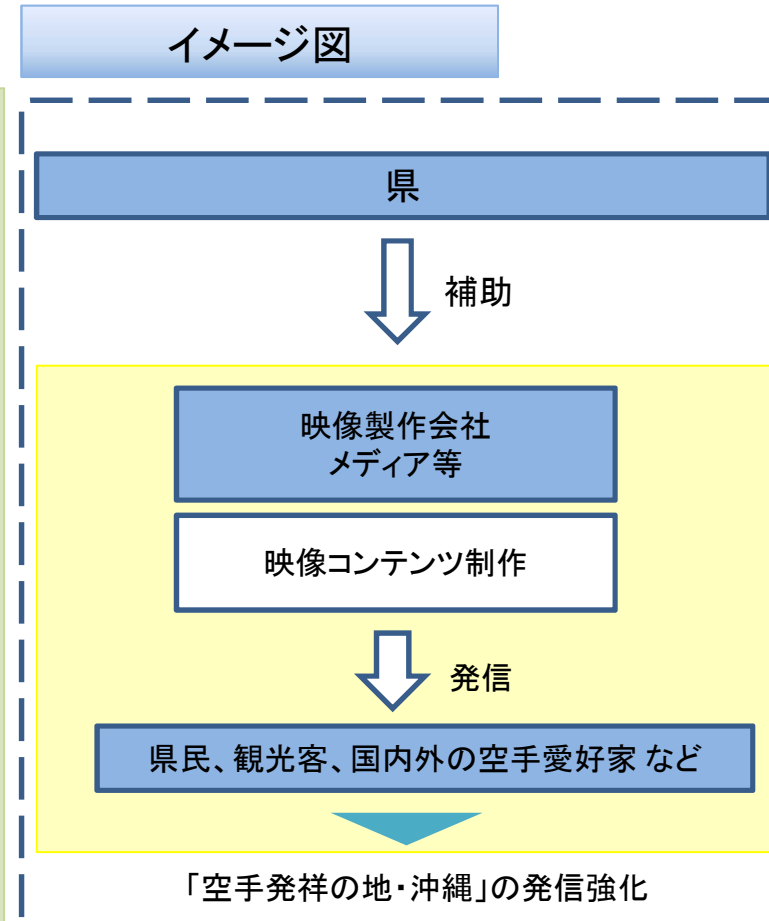 イメージ図
県
補助
映像製作会社
メディア等
映像コンテンツ制作
発信
県民、観光客、国内外の空手愛好家 など
「空手発祥の地・沖縄」の発信強化